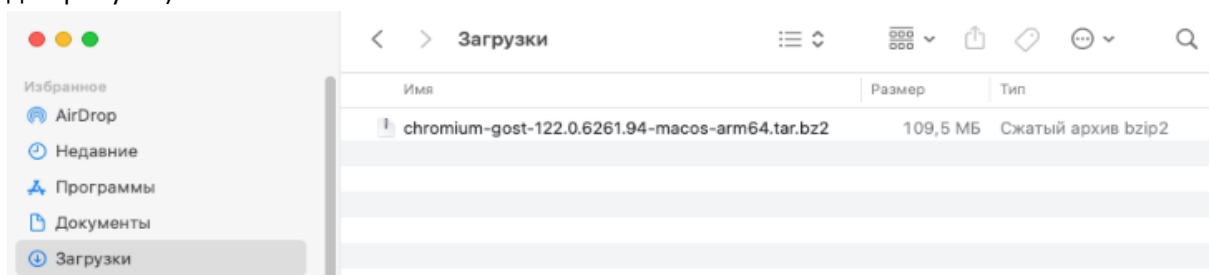 Загрузки
Избранное
AirDrop
Недавние
Программы
Документы
Загрузки
Имя Размер Тип
chromium-gost-122.0.6261.94-macos-arm64.tar.bz2 109,5 МБ Сжатый архив bzip2